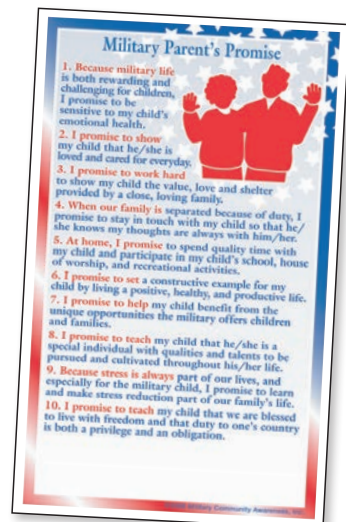 Military Parent's Promise
1. Because military life
is both rewarding and
challenging for children,
I promise to be
sensitive to my child's
emotional health.
2. I promise to show
my child that he/she is
loved and cared for everyday.
3. I promise to work hard
to show my child the value, love and shelter
provided by a close, loving family.
4. When our family is separated because of duty, I
promise to stay in touch with my child so that he/
she knows my thoughts are always with him/her.
5. At home, I promise to spend quality time with
my child and participate in my child's school, house
of worship, and recreational activities.
6. I promise to set a constructive example for my
child by living a positive, healthy, and productive life.
7. I promise to help my child benefit from the
unique opportunities the military offers children
and families.
8. I promise to teach my child that he/she is a
special individual with qualities and talents to be
pursued and cultivated throughout his/her life.
9. Because stress is always part of our lives, and
especially for the military child, I promise to learn
and make stress reduction part of our family's life.
10. I promise to teach my child that we are blessed
to live with freedom and that duty to one's country
is both a privilege and an obligation.
Military Community Awareness, Inc.